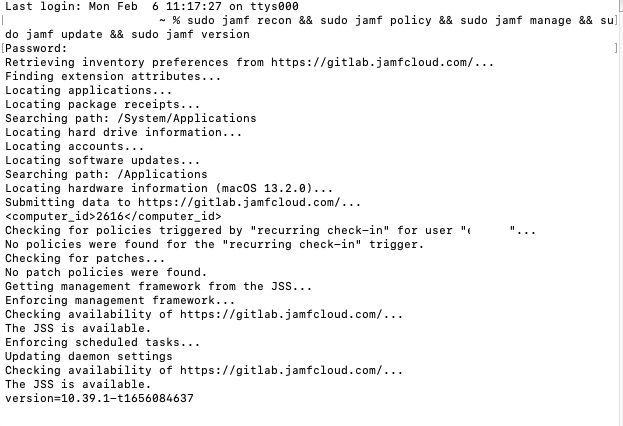 Last login: Mon Feb  6 11:17:27 on ttys000
~ % sudo jamf recon && sudo jamf policy && sudo jamf manage && su
do jamf update && sudo jamf version
Password:
Retrieving inventory preferences from https://gitlab.jamfcloud.com/...
Finding extension attributes...
Locating applications...
Locating package receipts...
Searching path: /System/Applications
Locating hard drive information...
Locating accounts...
Locating software updates...
Searching path: /Applications
Locating hardware information (macOS 13.2.0)...
Submitting data to https://gitlab.jamfcloud.com/...
<computer_id>2616</computer_id>
Checking for policies triggered by "recurring check-in" for user " "...
No policies were found for the "recurring check-in" trigger.
Checking for patches...
No patch policies were found.
Getting management framework from the JSS...
Enforcing management framework...
Checking availability of https://gitlab.jamfcloud.com/...
The JSS is available.
Enforcing scheduled tasks...
Updating daemon settings
Checking availability of https://gitlab.jamfcloud.com/...
The JSS is available.
version=10.39.1-t1656084637